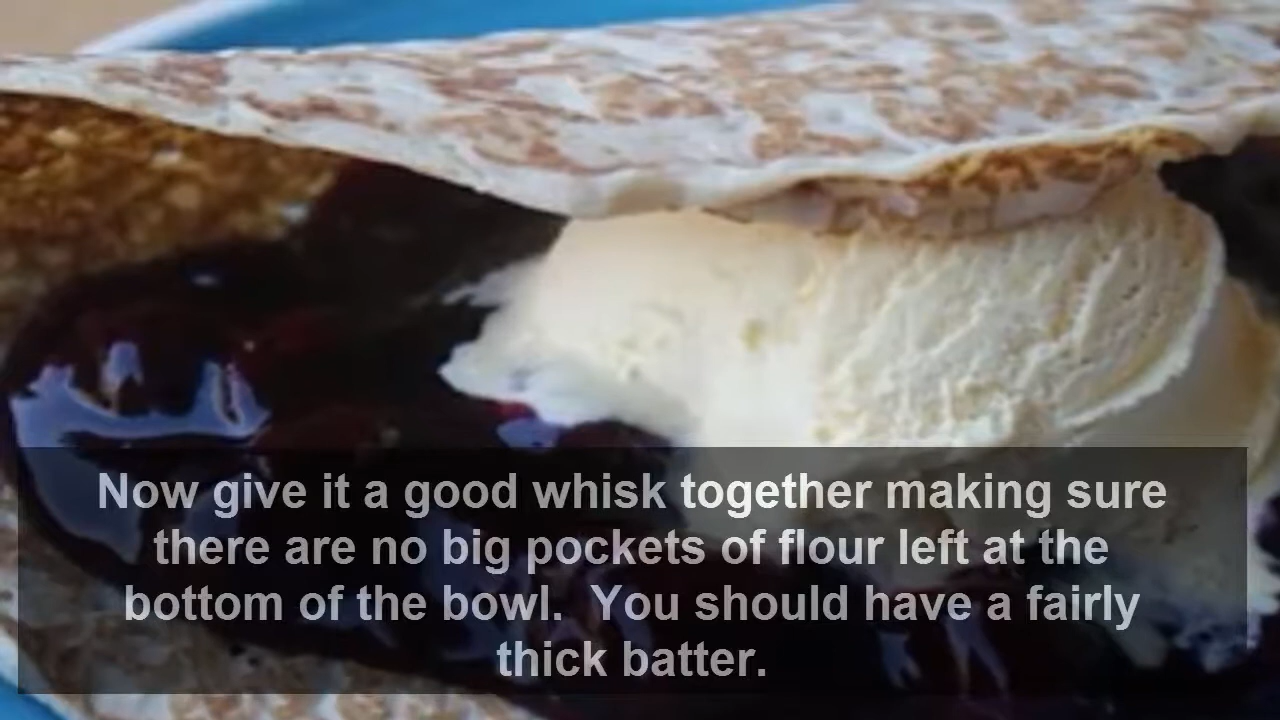 Now give it a good whisk together making sure
there are no big pockets of flour left at the
bottom of the bowl.  You should have a fairly
thick batter.